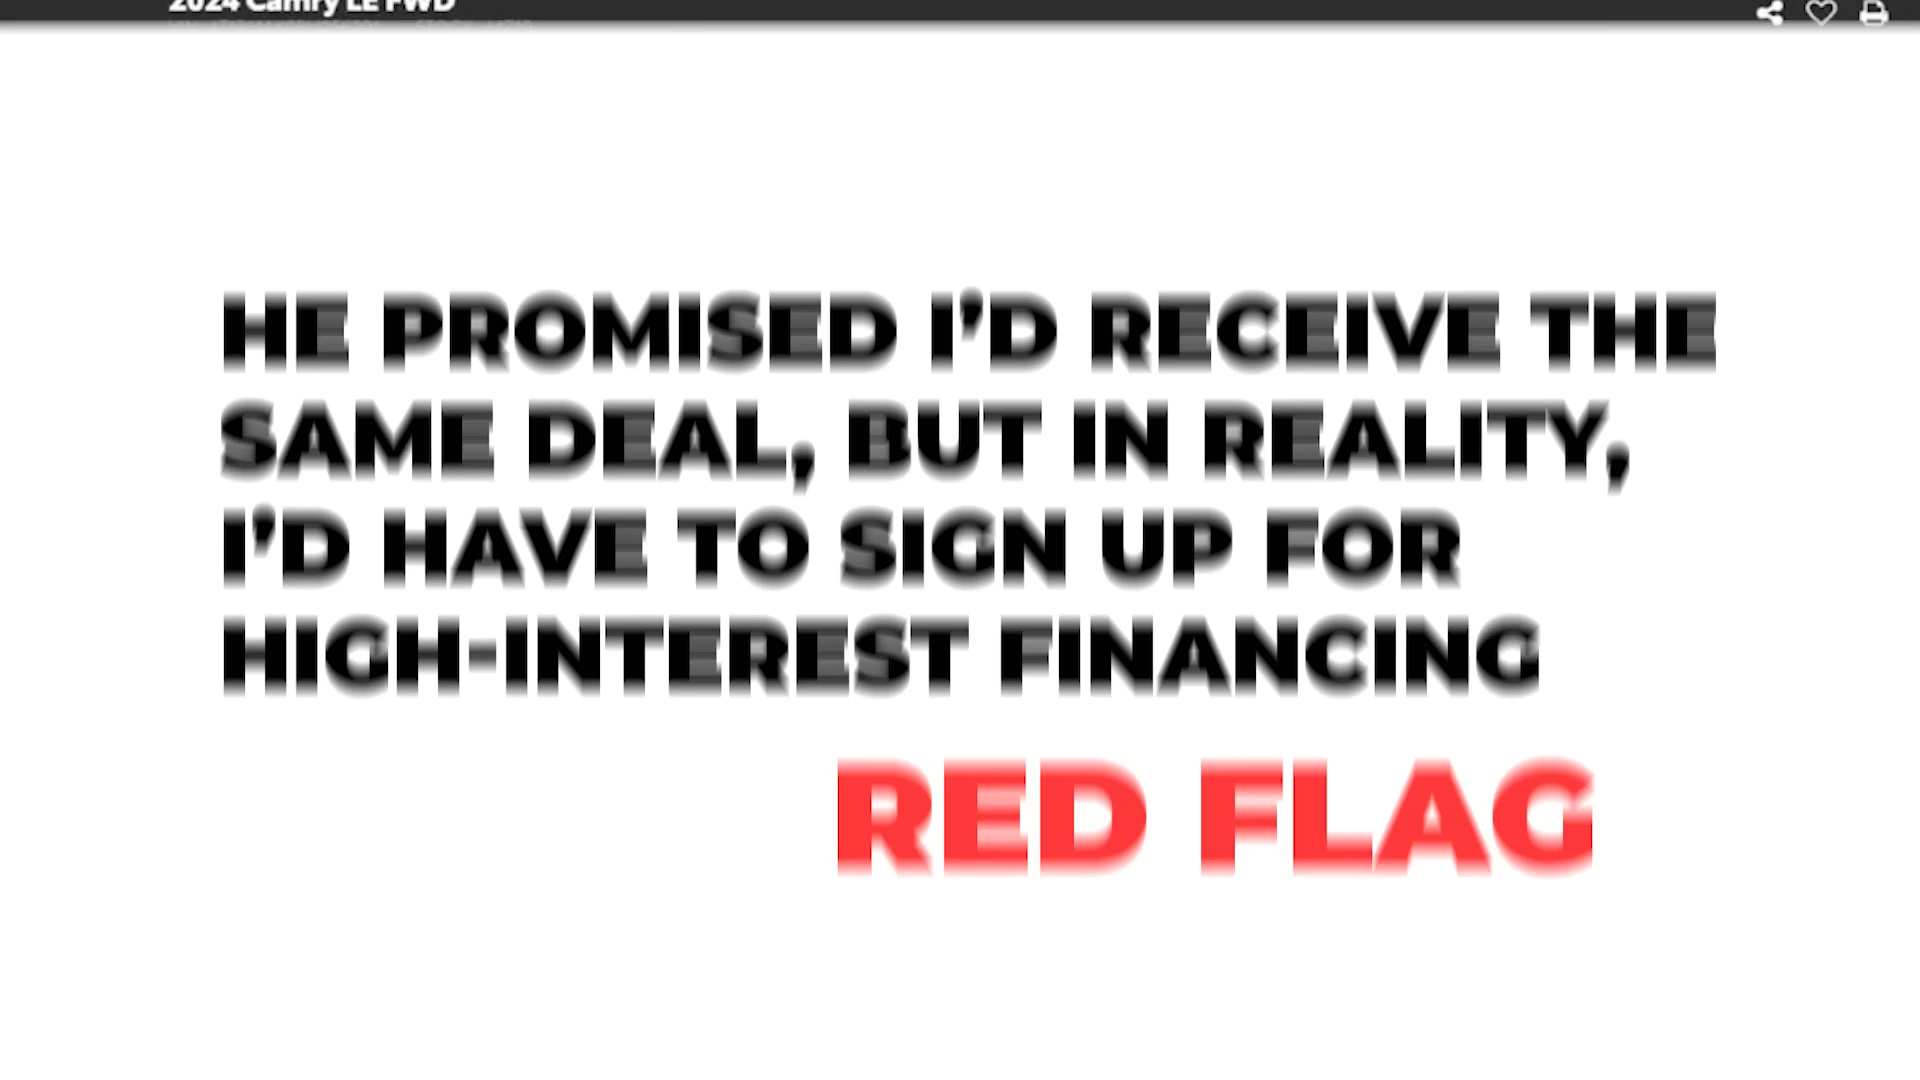 2024 Camry LE FWD
HE PROMISED I'D RECEIVE THE
SAME DEAL, BUT IN REALITY,
I'D HAVE TO SIGN UP FOR
HIGH-INTEREST FINANCING
RED FLAG